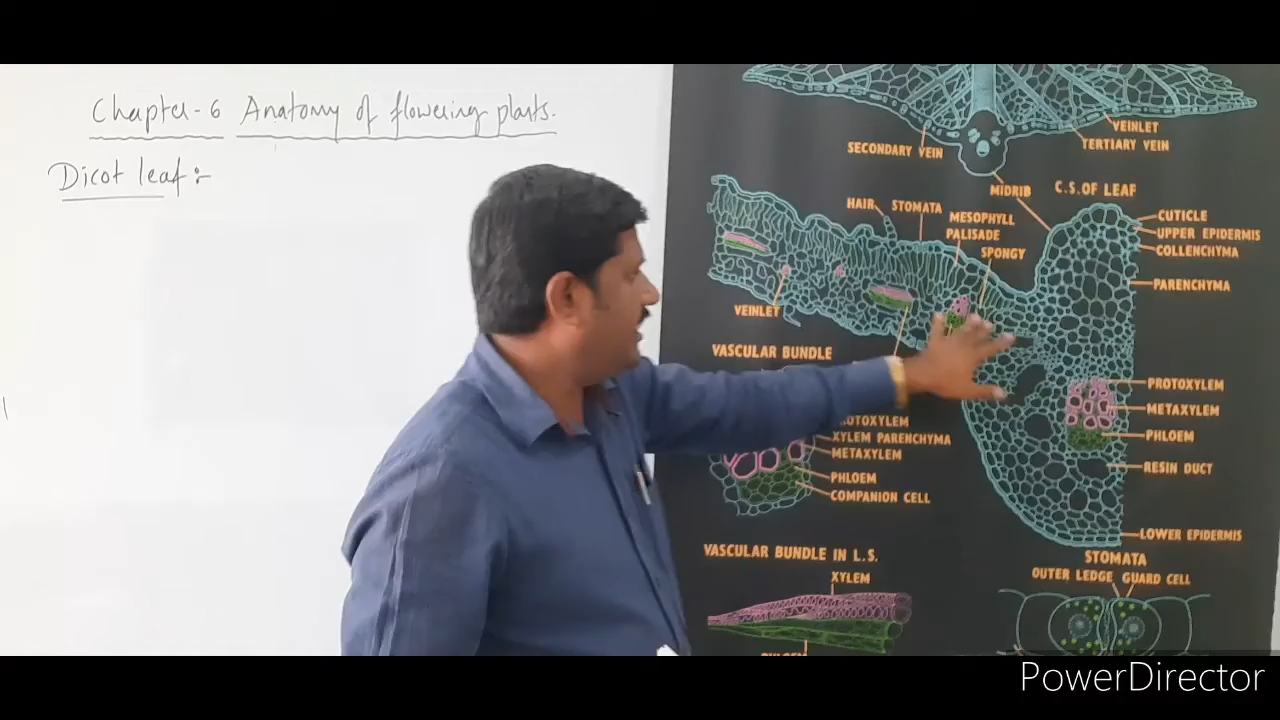 Chapter-6 Anatomy of flowering plants.
Dicot leaf:-
VEINLET
SECONDARY VEIN
TERTIARY VEIN
MIDRIB
C.S.OF LEAF
HAIR
STOMATA
MESOPHYLL
PALISADE
SPONGY
CUTICLE
UPPER EPIDERMIS
COLLENCHYMA
PARENCHYMA
VEINLET
VASCULAR BUNDLE
PROTOXYLEM
METAXYLEM
PHLOEM
RESIN DUCT
LOWER EPIDERMIS
XYLEM PARENCHYMA
METAXYLEM
PHLOEM
COMPANION CELL
VASCULAR BUNDLE IN L.S.
XYLEM
STOMATA
OUTER LEDGE GUARD CELL
PowerDirector